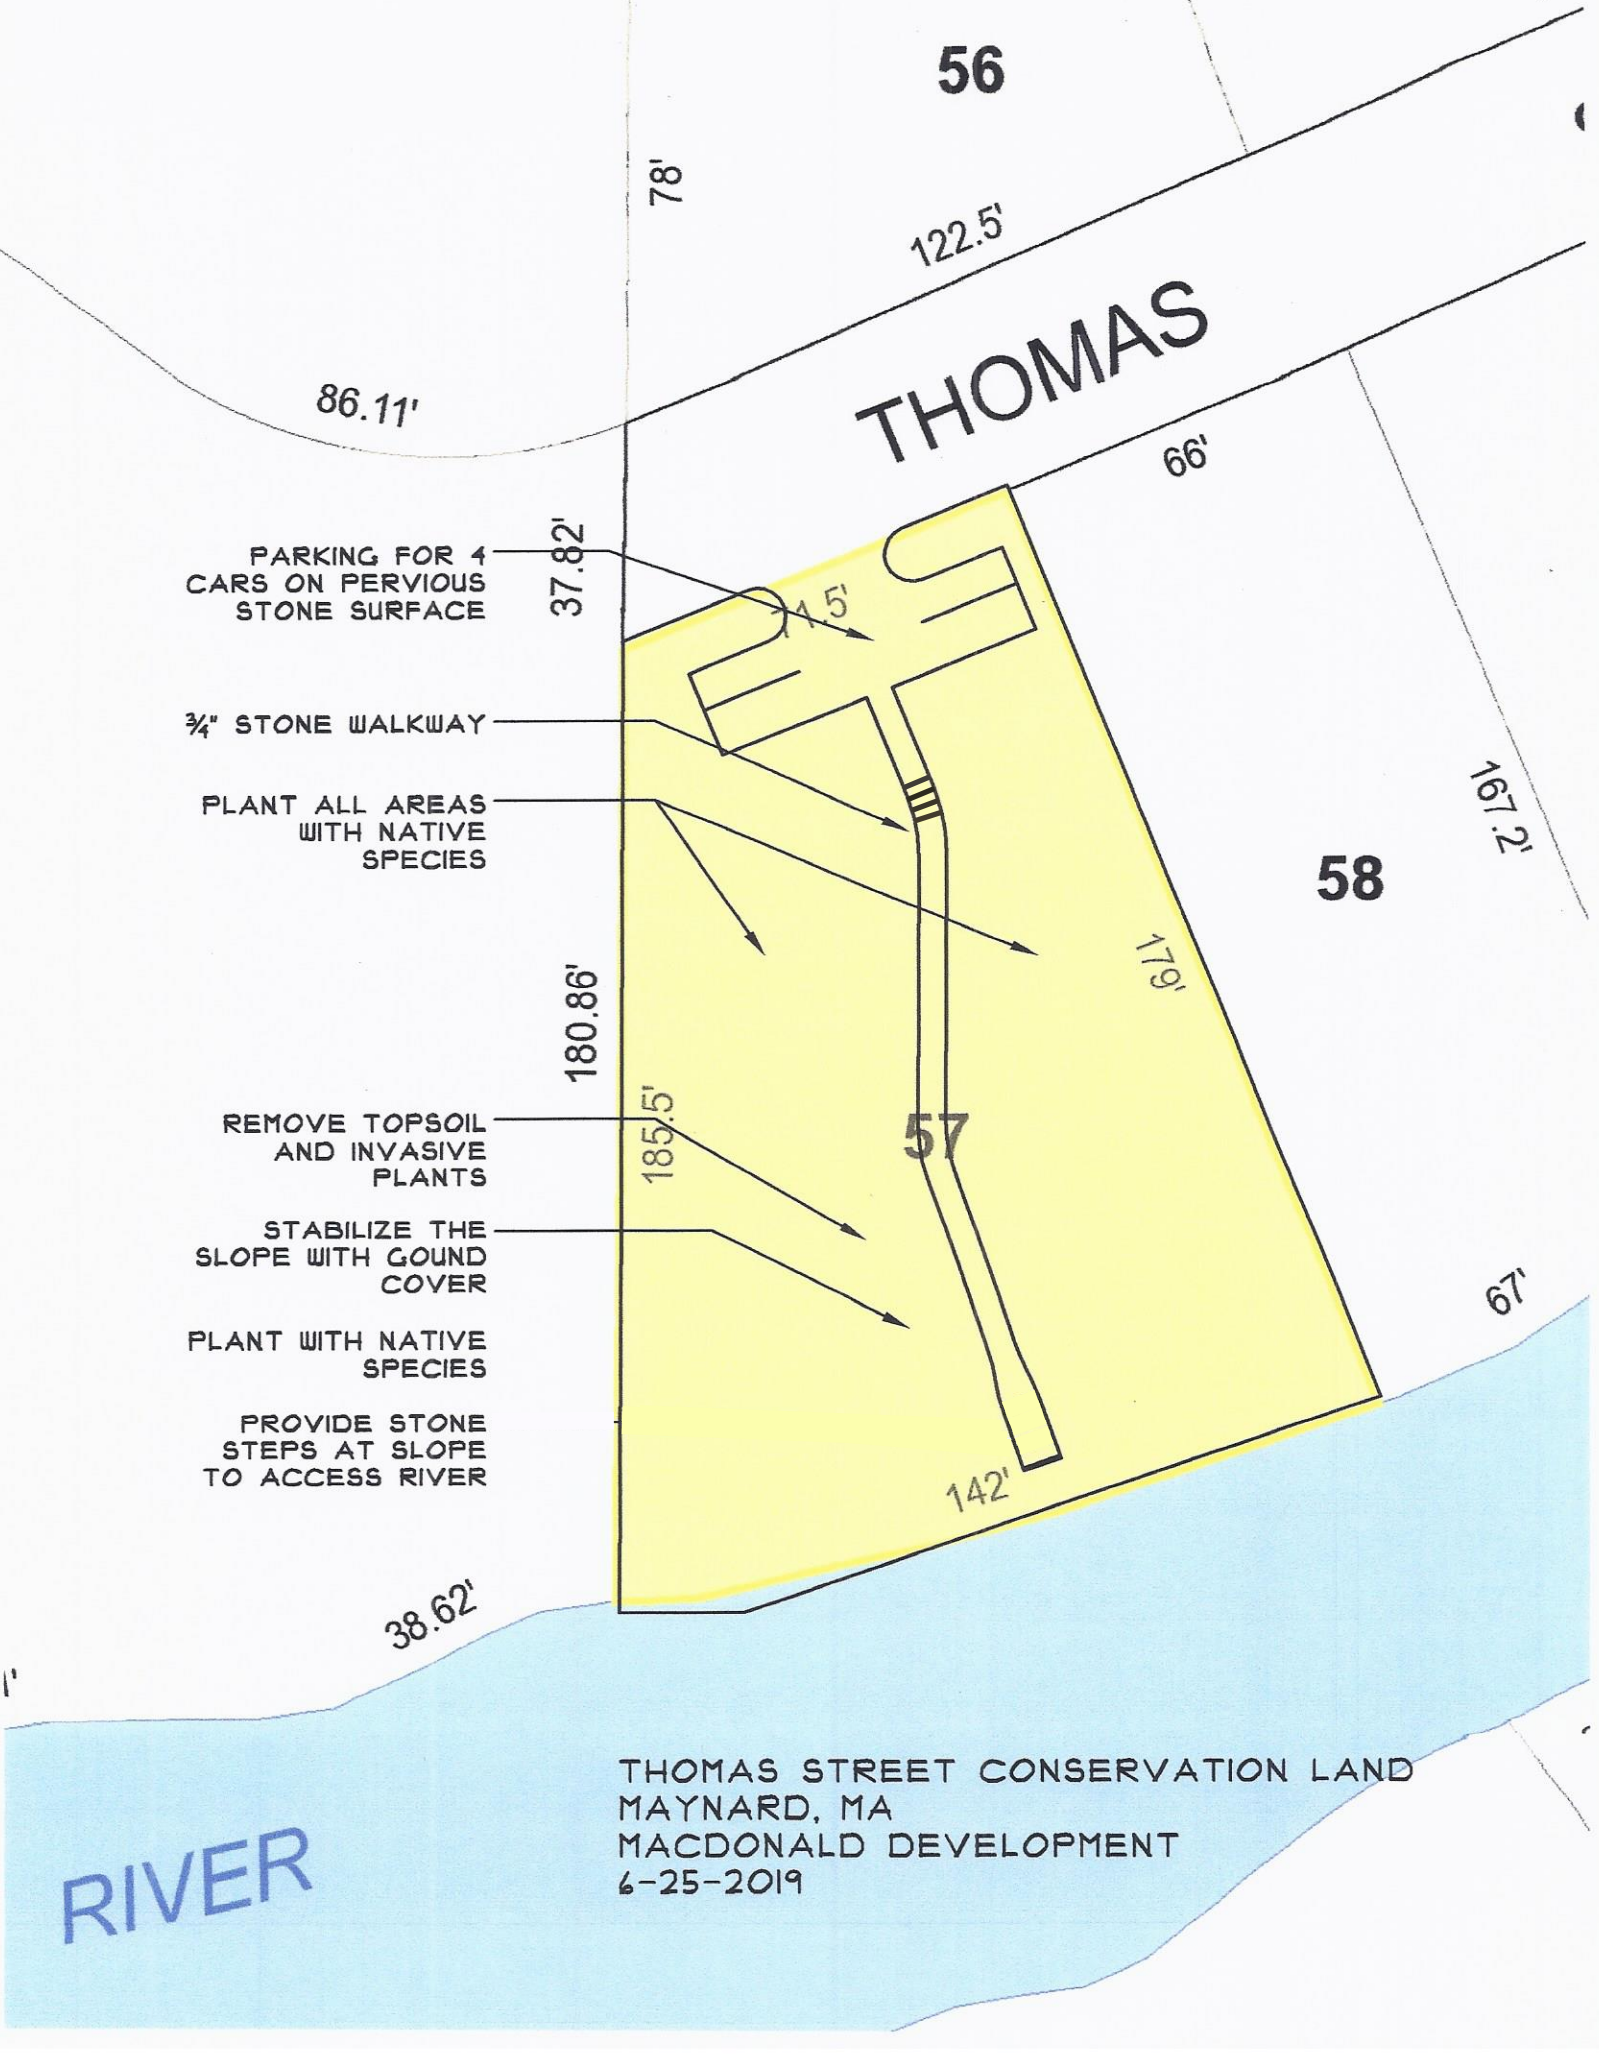 56
78'
122.5'
THOMAS
86.11'
66'
37.82'
PARKING FOR 4
CARS ON PERVIOUS
STONE SURFACE
71.5'
¾" STONE WALKWAY
PLANT ALL AREAS
WITH NATIVE
SPECIES
167.2'
58
179'
180.86'
185.5'
57
REMOVE TOPSOIL
AND INVASIVE
PLANTS
STABILIZE THE
SLOPE WITH GOUND
COVER
67'
PLANT WITH NATIVE
SPECIES
PROVIDE STONE
STEPS AT SLOPE
TO ACCESS RIVER
142'
38.62'
THOMAS STREET CONSERVATION LAND
MAYNARD, MA
MACDONALD DEVELOPMENT
6-25-2019
RIVER